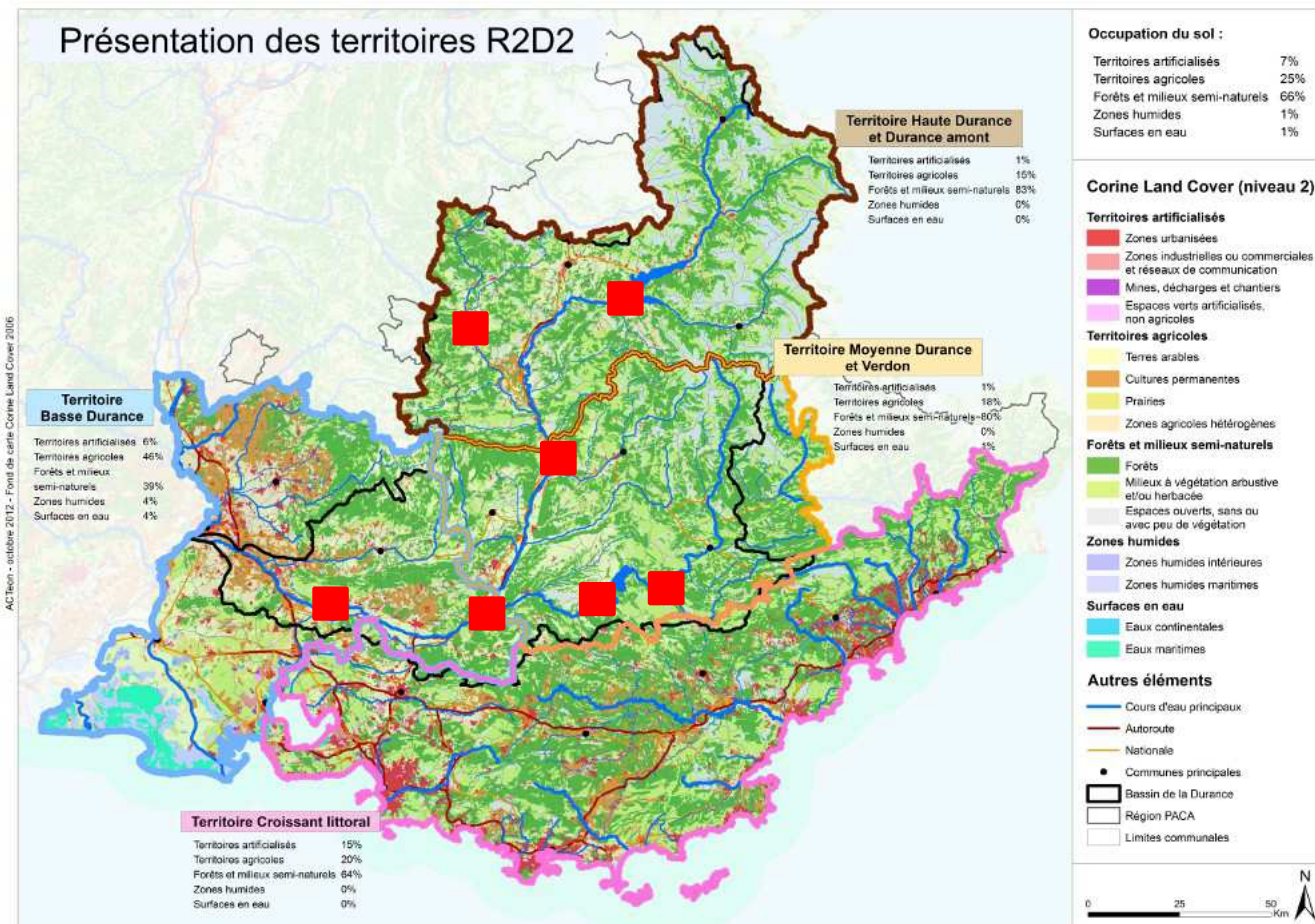 Présentation des territoires R2D2
Territoire Haute Durance
et Durance amont
Territoires artificialisés 1%
Territoires agricoles 15%
Forêts et milieux semi-naturels 83%
Zones humides 0%
Surfaces en eau 0%
Territoire Moyenne Durance
et Verdon
Territoires artificialisés 1%
Territoires agricoles 18%
Forêts et milieux semi-naturels 80%
Zones humides 0%
Surfaces en eau 1%
Territoire
Basse Durance
Territoires artificialisés 6%
Territoires agricoles 46%
Forêts et milieux
semi-naturels 39%
Zones humides 4%
Surfaces en eau 4%
Territoire Croissant littoral
Territoires artificialisés 15%
Territoires agricoles 20%
Forêts et milieux semi-naturels 64%
Zones humides 0%
Surfaces en eau 0%
ACTeon - octobre 2012 - Fond de carte Corine Land Cover 2006
Occupation du sol :
Territoires artificialisés 7%
Territoires agricoles 25%
Forêts et milieux semi-naturels 66%
Zones humides 1%
Surfaces en eau 1%
Corine Land Cover (niveau 2)
Territoires artificialisés
Zones urbanisées
Zones industrielles ou commerciales
et réseaux de communication
Mines, décharges et chantiers
Espaces verts artificialisés,
non agricoles
Territoires agricoles
Terres arables
Cultures permanentes
Prairies
Zones agricoles hétérogènes
Forêts et milieux semi-naturels
Forêts
Milieux à végétation arbustive
et/ou herbacée
Espaces ouverts, sans ou
avec peu de végétation
Zones humides
Zones humides intérieures
Zones humides maritimes
Surfaces en eau
Eaux continentales
Eaux maritimes
Autres éléments
Cours d'eau principaux
Autoroute
Nationale
Communes principales
Bassin de la Durance
Région PACA
Limites communales
N
0 25 50
Km